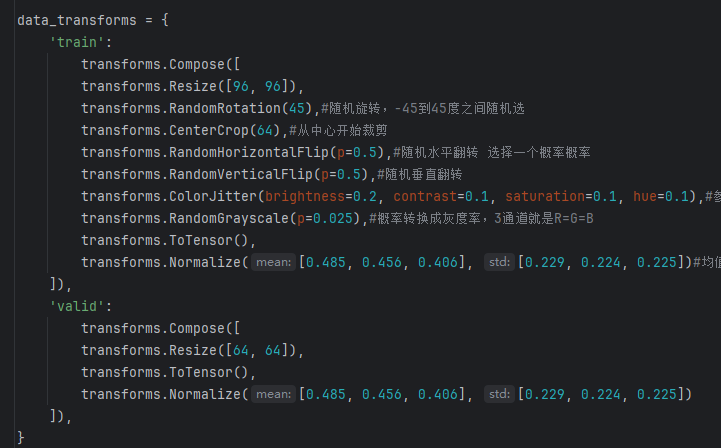 data_transforms = {
    'train':
        transforms.Compose([
        transforms.Resize([96, 96]),
        transforms.RandomRotation(45),#随机旋转，-45到45度之间随机选
        transforms.CenterCrop(64),#从中心开始裁剪
        transforms.RandomHorizontalFlip(p=0.5),#随机水平翻转 选择一个概率概率
        transforms.RandomVerticalFlip(p=0.5),#随机垂直翻转
        transforms.ColorJitter(brightness=0.2, contrast=0.1, saturation=0.1, hue=0.1),#参
        transforms.RandomGrayscale(p=0.025),#概率转换成灰度率，3通道就是R=G=B
        transforms.ToTensor(),
        transforms.Normalize( mean: [0.485, 0.456, 0.406],  std: [0.229, 0.224, 0.225])#均值
    ]),
    'valid':
        transforms.Compose([
        transforms.Resize([64, 64]),
        transforms.ToTensor(),
        transforms.Normalize( mean: [0.485, 0.456, 0.406],  std: [0.229, 0.224, 0.225])
    ]),
}